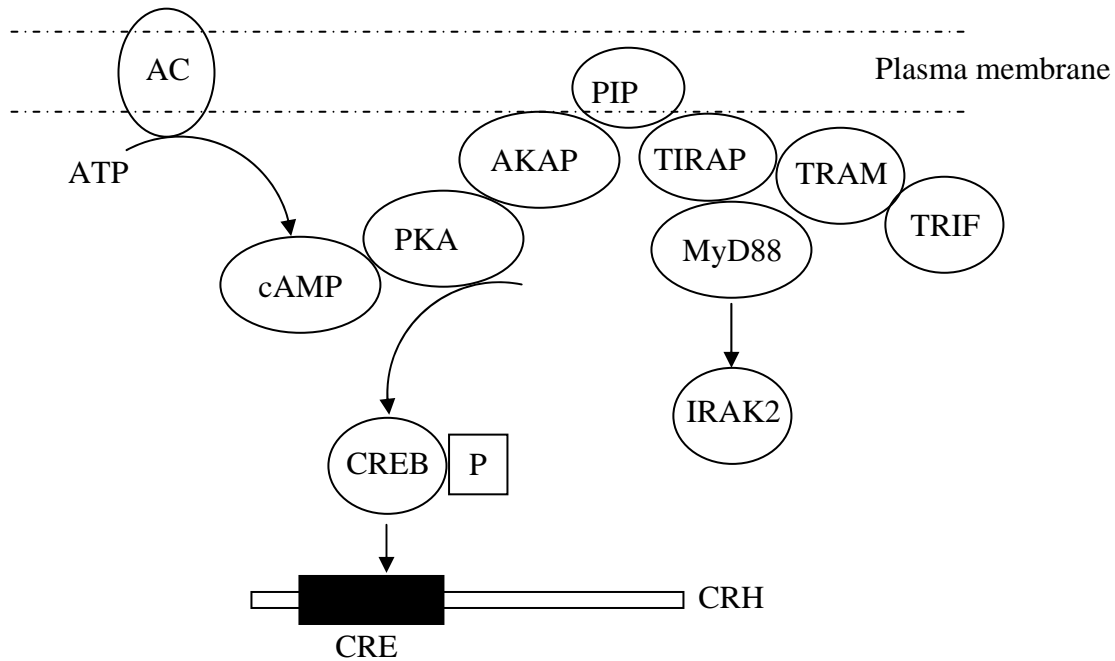 AC
Plasma membrane
PIP
ATP
AKAP
TIRAP
TRAM
TRIF
PKA
MyD88
cAMP
IRAK2
CREB
P
CRH
CRE